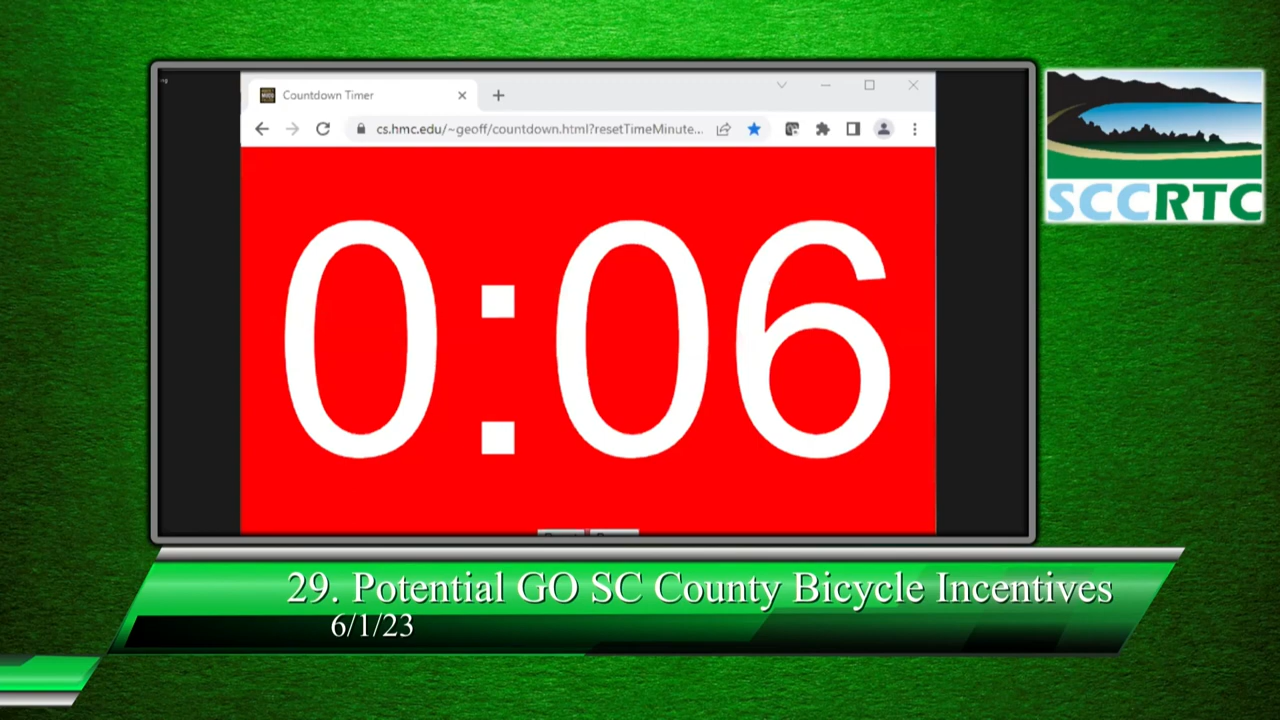 Countdown Timer
cs.hmc.edu/~geoff/countdown.html?resetTimeMinute...
0:06
SCCRTC
29. Potential GO SC County Bicycle Incentives
6/1/23